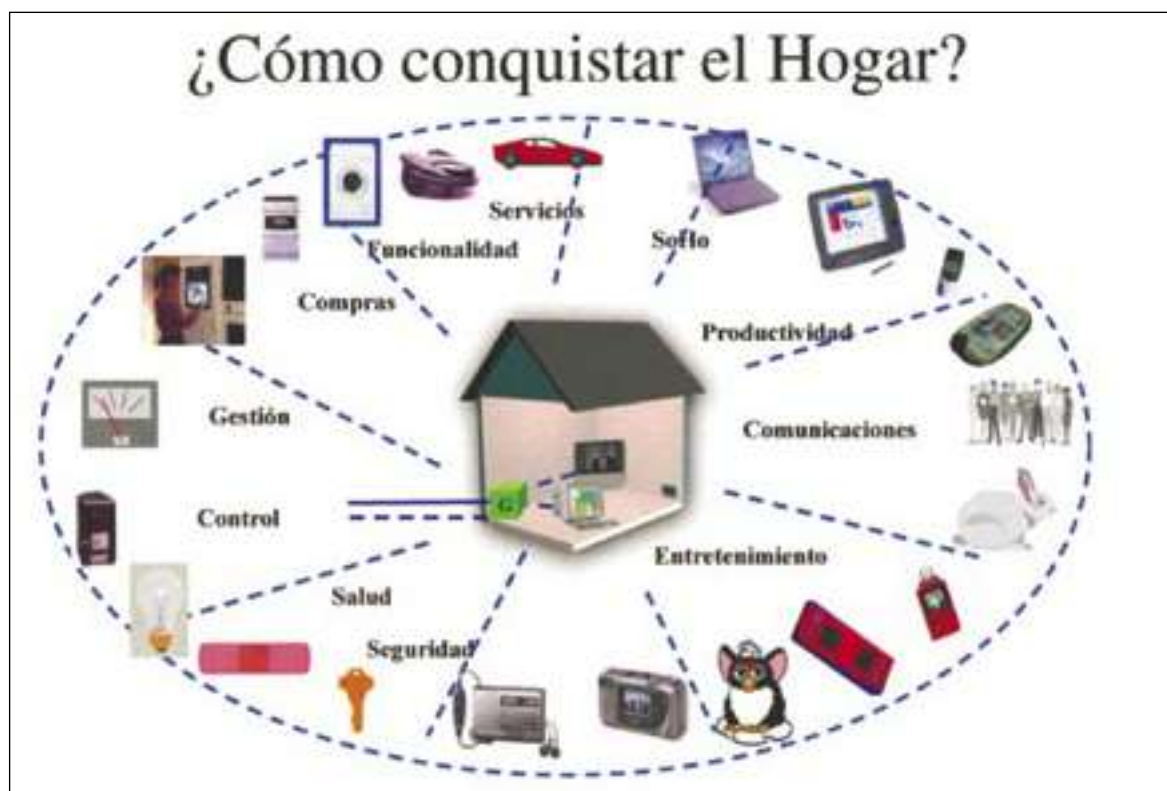 ¿Cómo conquistar el Hogar?
Servicios
Funcionalidad
Soflo
Compras
Productividad
Gestión
Comunicaciones
Control
G
Entretenimiento
Salud
Seguridad